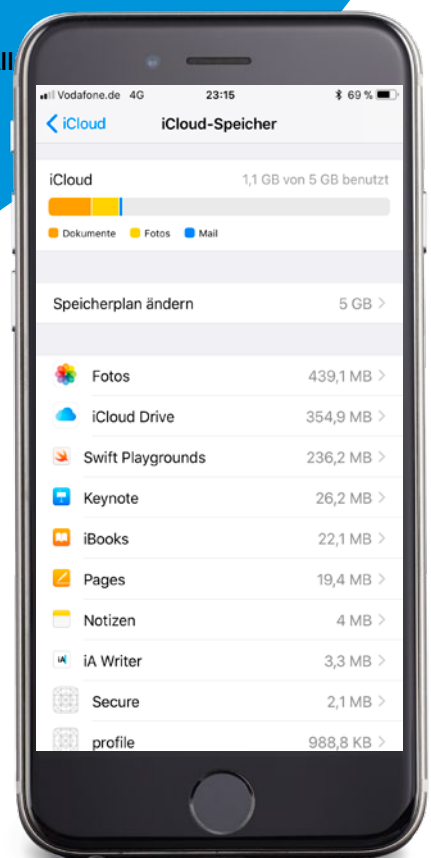 ll
Vodafone.de 4G 23:15 69 %
iCloud iCloud-Speicher
iCloud 1,1 GB von 5 GB benutzt
Dokumente Fotos Mail
Speicherplan ändern 5 GB
Fotos 439,1 MB
iCloud Drive 354,9 MB
Swift Playgrounds 236,2 MB
Keynote 26,2 MB
iBooks 22,1 MB
Pages 19,4 MB
Notizen 4 MB
iA Writer 3,3 MB
Secure 2,1 MB
profile 988,8 KB